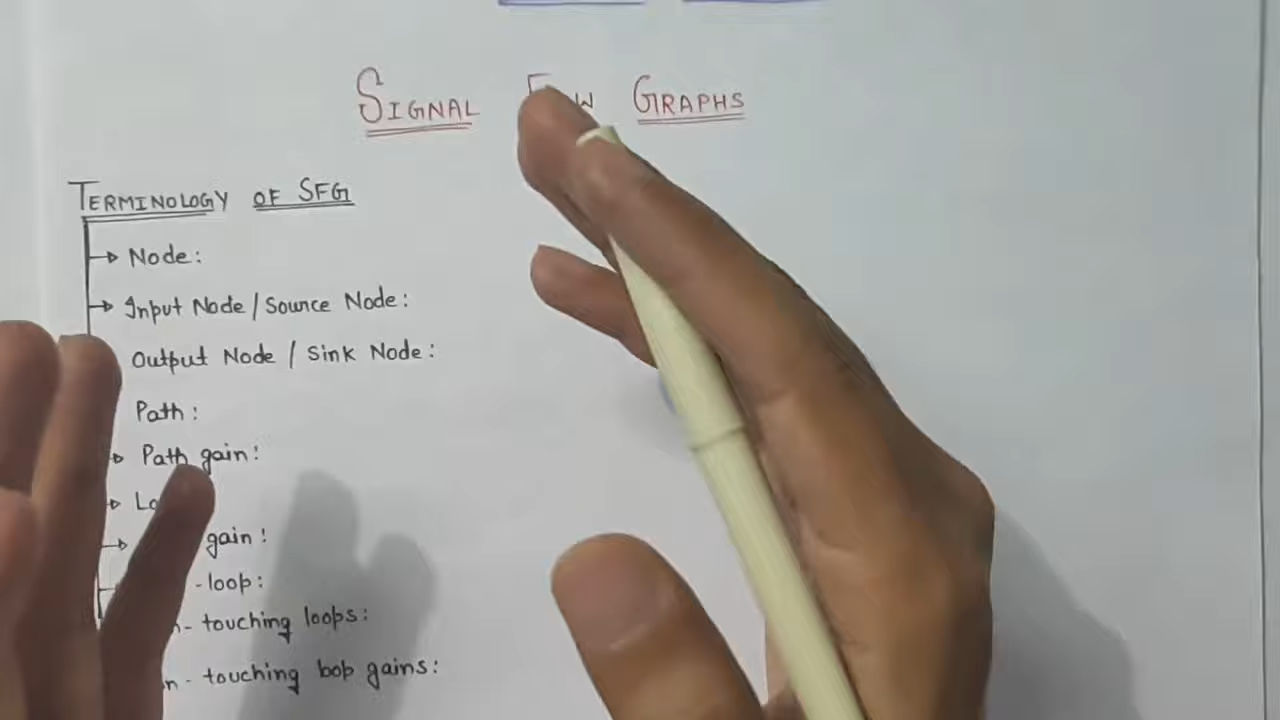 SIGNAL GRAPHS
TERMINOLOGY OF SFG
Node:
Input Node / Source Node:
Output Node / Sink Node:
Path:
Path gain:
gain:
-loop:
- touching loops:
- touching loop gains: